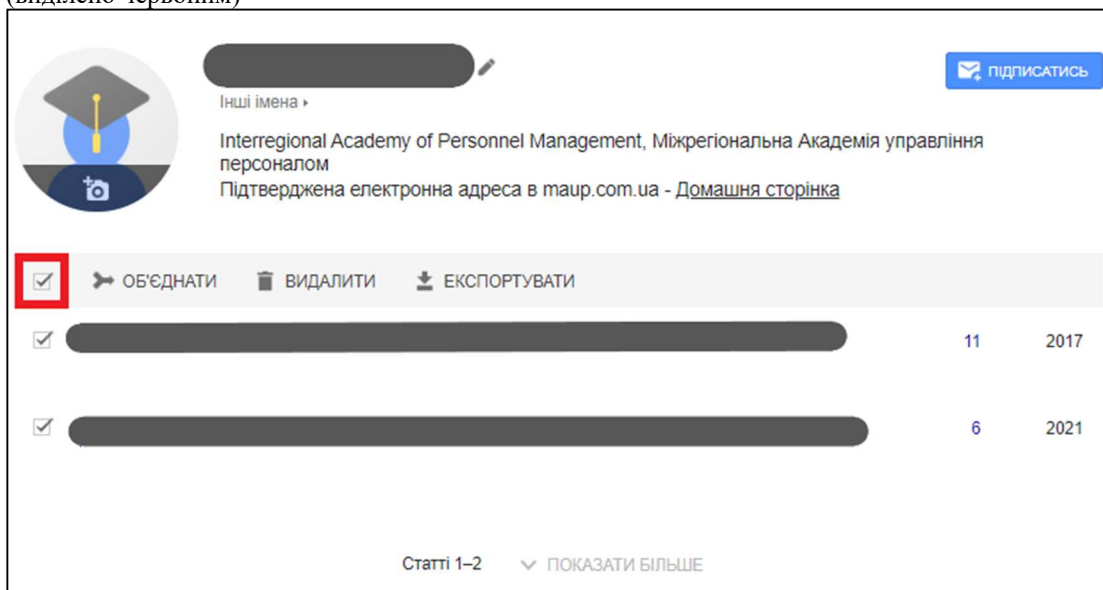 (виділено червоним)
ПІДПИСАТИСЬ
Інші імена
Interregional Academy of Personnel Management, Міжрегіональна Академія управління
персоналом
Підтверджена електронна адреса в maup.com.ua - Домашня сторінка
ОБ'ЄДНАТИ ВИДАЛИТИ ЕКСПОРТУВАТИ
11 2017
6 2021
Статті 1–2 ПОКАЗАТИ БІЛЬШЕ